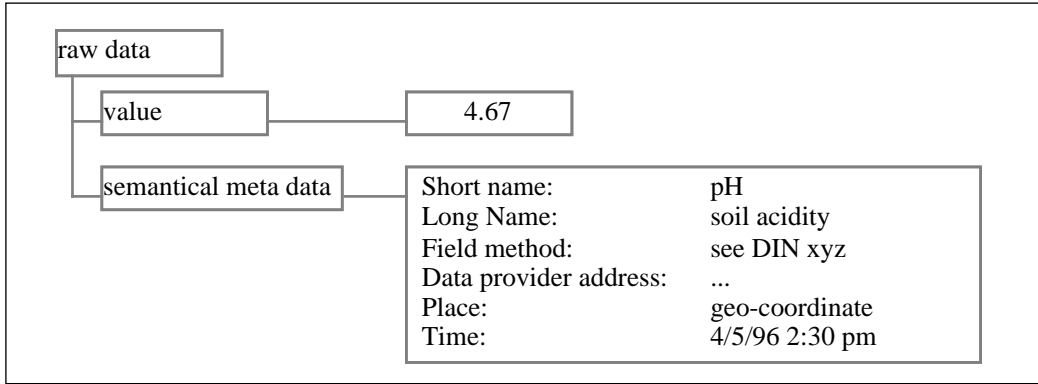 raw data
value 4.67
semantical meta data
Short name: pH
Long Name: soil acidity
Field method: see DIN xyz
Data provider address: ...
Place: geo-coordinate
Time: 4/5/96 2:30 pm